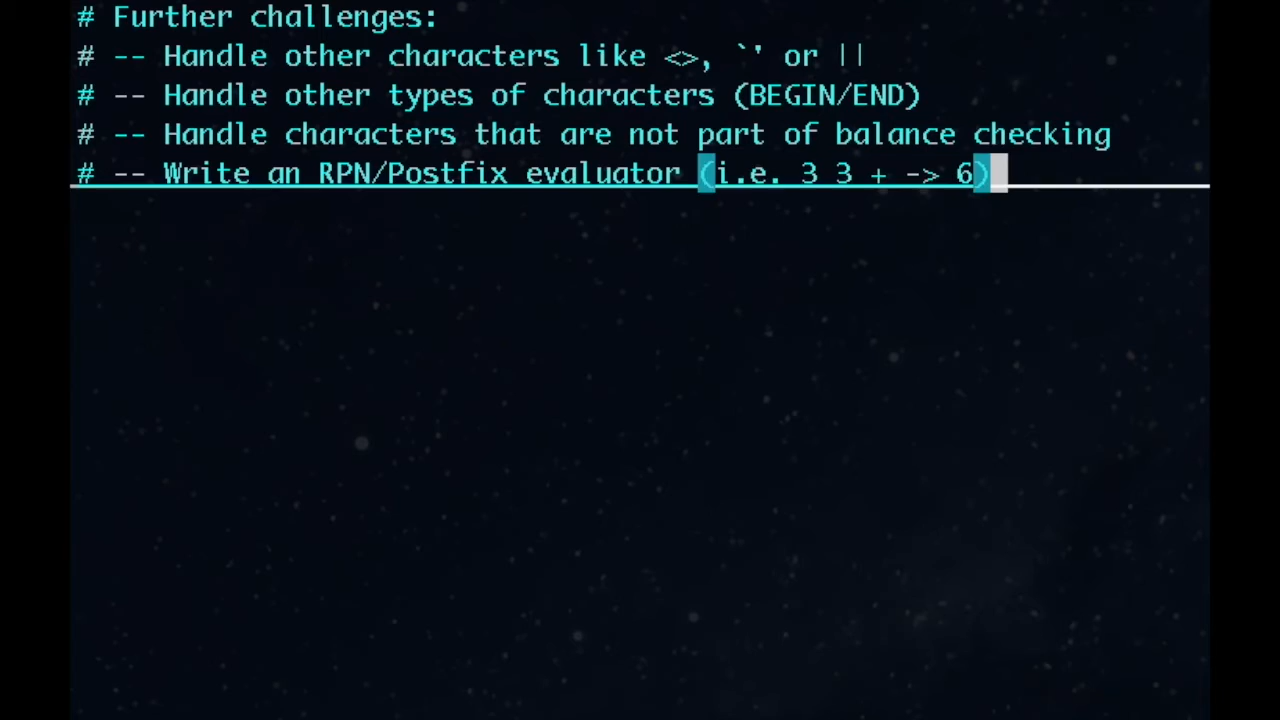 # Further challenges:
# -- Handle other characters like <>, `' or ||
# -- Handle other types of characters (BEGIN/END)
# -- Handle characters that are not part of balance checking
# -- Write an RPN/Postfix evaluator (i.e. 3 3 + -> 6)